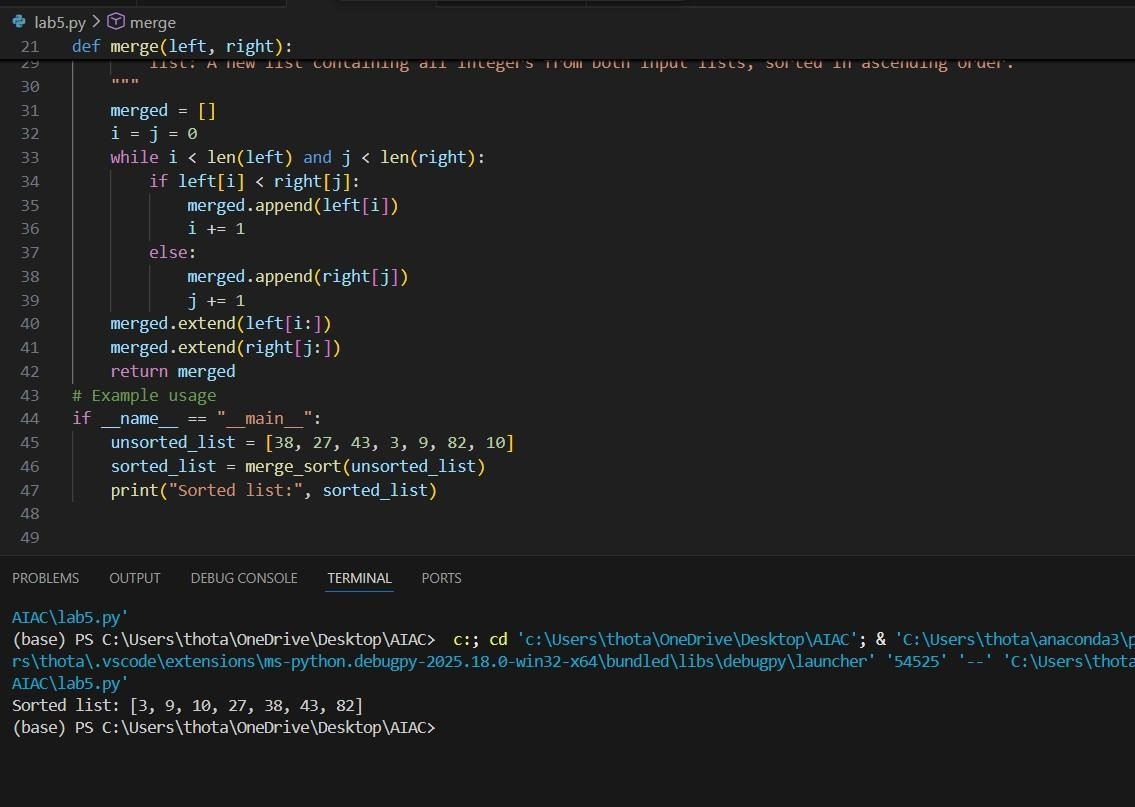 lab5.py > merge
21 def merge(left, right):
29 list: A new list containing all integers from both input lists, sorted in ascending order.
30 """
31 merged = []
32 i = j = 0
33 while i < len(left) and j < len(right):
34 if left[i] < right[j]:
35 merged.append(left[i])
36 i += 1
37 else:
38 merged.append(right[j])
39 j += 1
40 merged.extend(left[i:])
41 merged.extend(right[j:])
42 return merged
43 # Example usage
44 if __name__ == "__main__":
45 unsorted_list = [38, 27, 43, 3, 9, 82, 10]
46 sorted_list = merge_sort(unsorted_list)
47 print("Sorted list:", sorted_list)
48
49
PROBLEMS OUTPUT DEBUG CONSOLE TERMINAL PORTS
AIAC\lab5.py'
(base) PS C:\Users\thota\OneDrive\Desktop\AIAC> c:; cd 'c:\Users\thota\OneDrive\Desktop\AIAC'; & 'C:\Users\thota\anaconda3\p
rs\thota\.vscode\extensions\ms-python.debugpy-2025.18.0-win32-x64\bundled\libs\debugpy\launcher' '54525' '--' 'C:\Users\thota
AIAC\lab5.py'
Sorted list: [3, 9, 10, 27, 38, 43, 82]
(base) PS C:\Users\thota\OneDrive\Desktop\AIAC>